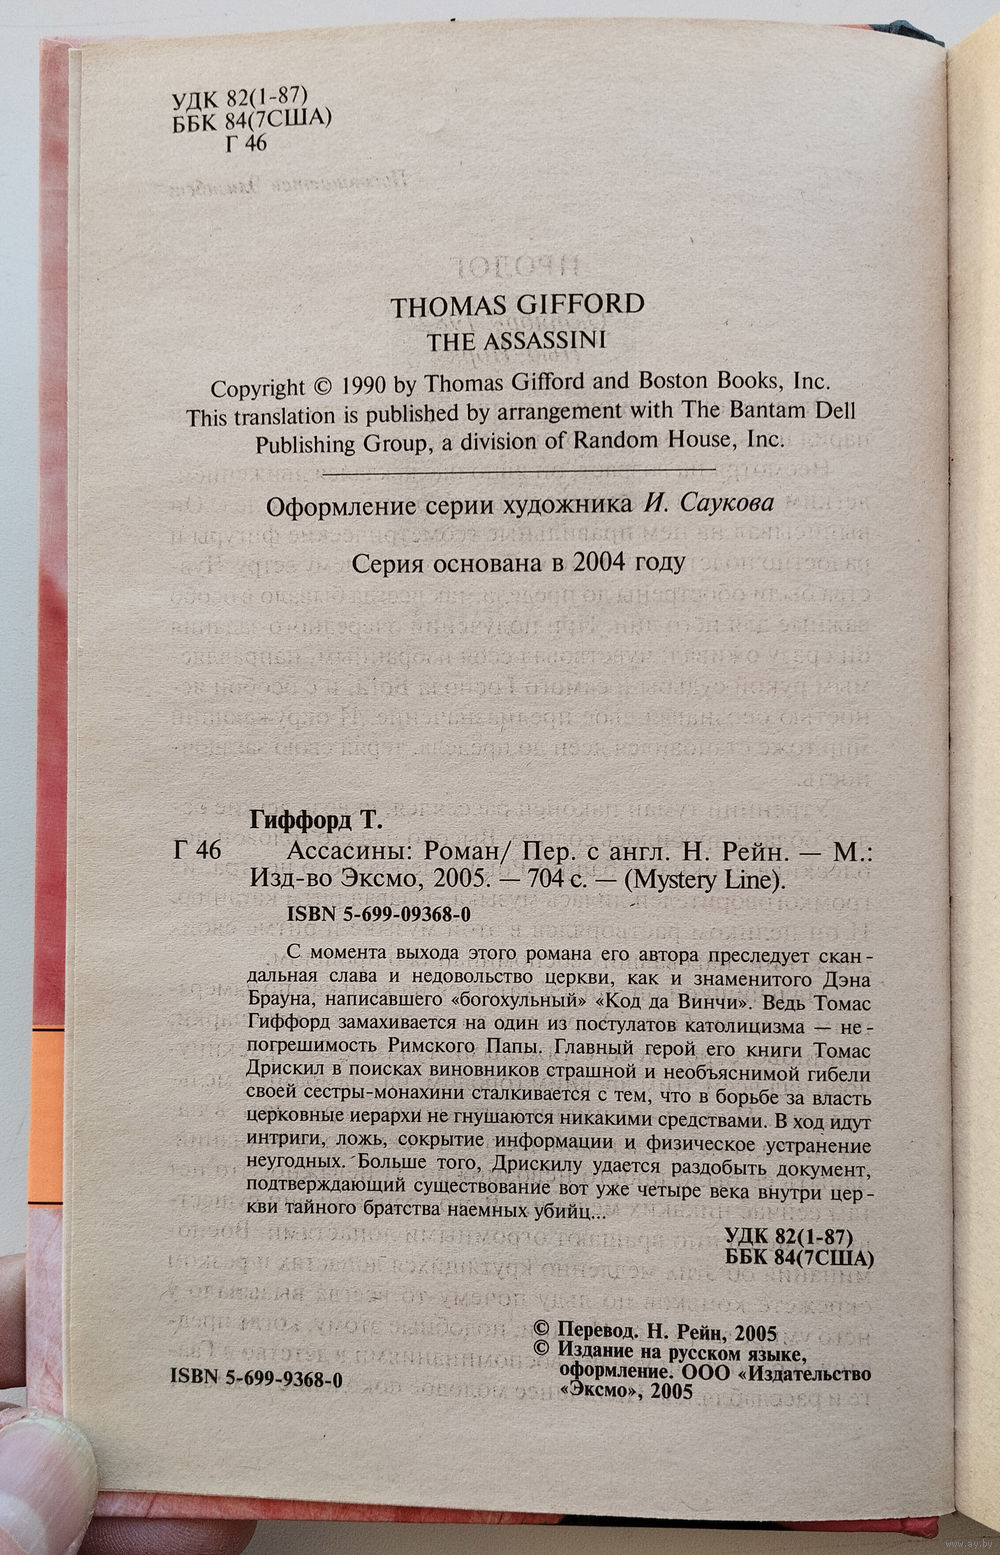 УДК 82(1-87)
ББК 84(7США)
Г 46
THOMAS GIFFORD
THE ASSASSINI
Copyright © 1990 by Thomas Gifford and Boston Books, Inc.
This translation is published by arrangement with The Bantam Dell
Publishing Group, a division of Random House, Inc.
Оформление серии художника И. Саукова
Серия основана в 2004 году
Гиффорд Т.
Г 46 Ассасины: Роман/ Пер. с англ. Н. Рейн. — М.:
Изд-во Эксмо, 2005. — 704 с. — (Mystery Line).
ISBN 5-699-09368-0
С момента выхода этого романа его автора преследует скан-
дальная слава и недовольство церкви, как и знаменитого Дэна
Брауна, написавшего «богохульный» «Код да Винчи». Ведь Томас
Гиффорд замахивается на один из постулатов католицизма — не-
погрешимость Римского Папы. Главный герой его книги Томас
Дрискил в поисках виновников страшной и необъяснимой гибели
своей сестры-монахини сталкивается с тем, что в борьбе за власть
церковные иерархи не гнушаются никакими средствами. В ход идут
интриги, ложь, сокрытие информации и физическое устранение
неугодных. Больше того, Дрискилу удается раздобыть документ,
подтверждающий существование вот уже четыре века внутри цер-
кви тайного братства наемных убийц...
УДК 82(1-87)
ББК 84(7США)
© Перевод. Н. Рейн, 2005
© Издание на русском языке,
оформление. ООО «Издательство
«Эксмо», 2005
ISBN 5-699-9368-0
www.ay.by